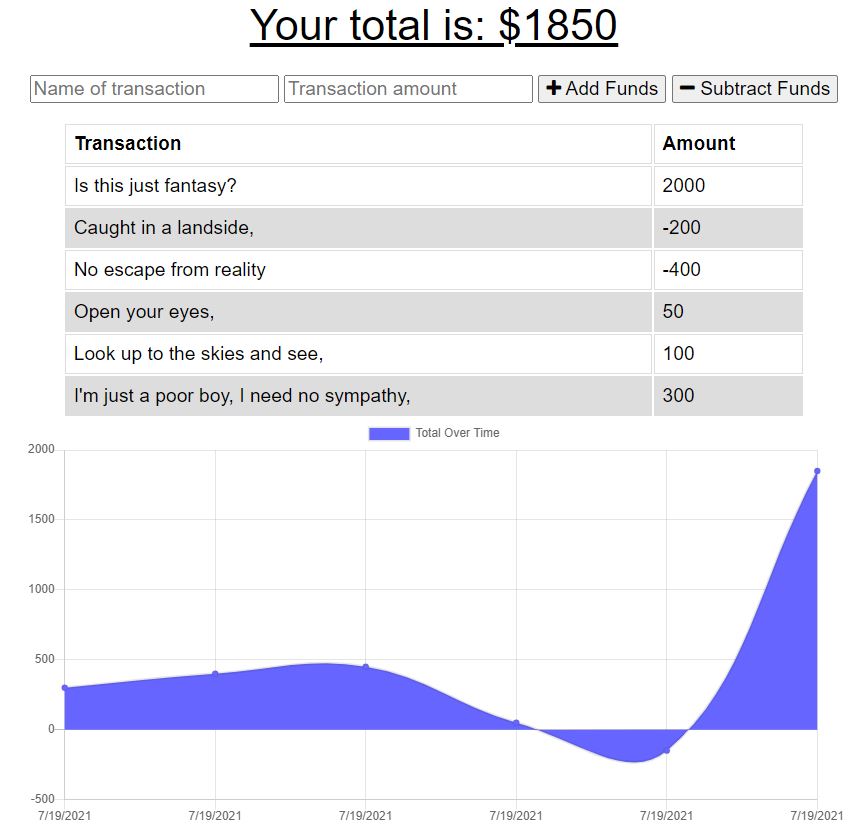 Your total is: $1850
Name of transaction Transaction amount + Add Funds − Subtract Funds
Transaction Amount
Is this just fantasy? 2000
Caught in a landside, -200
No escape from reality -400
Open your eyes, 50
Look up to the skies and see, 100
I'm just a poor boy, I need no sympathy, 300
Total Over Time
2000
1500
1000
500
0
-500
7/19/2021 7/19/2021 7/19/2021 7/19/2021 7/19/2021 7/19/2021